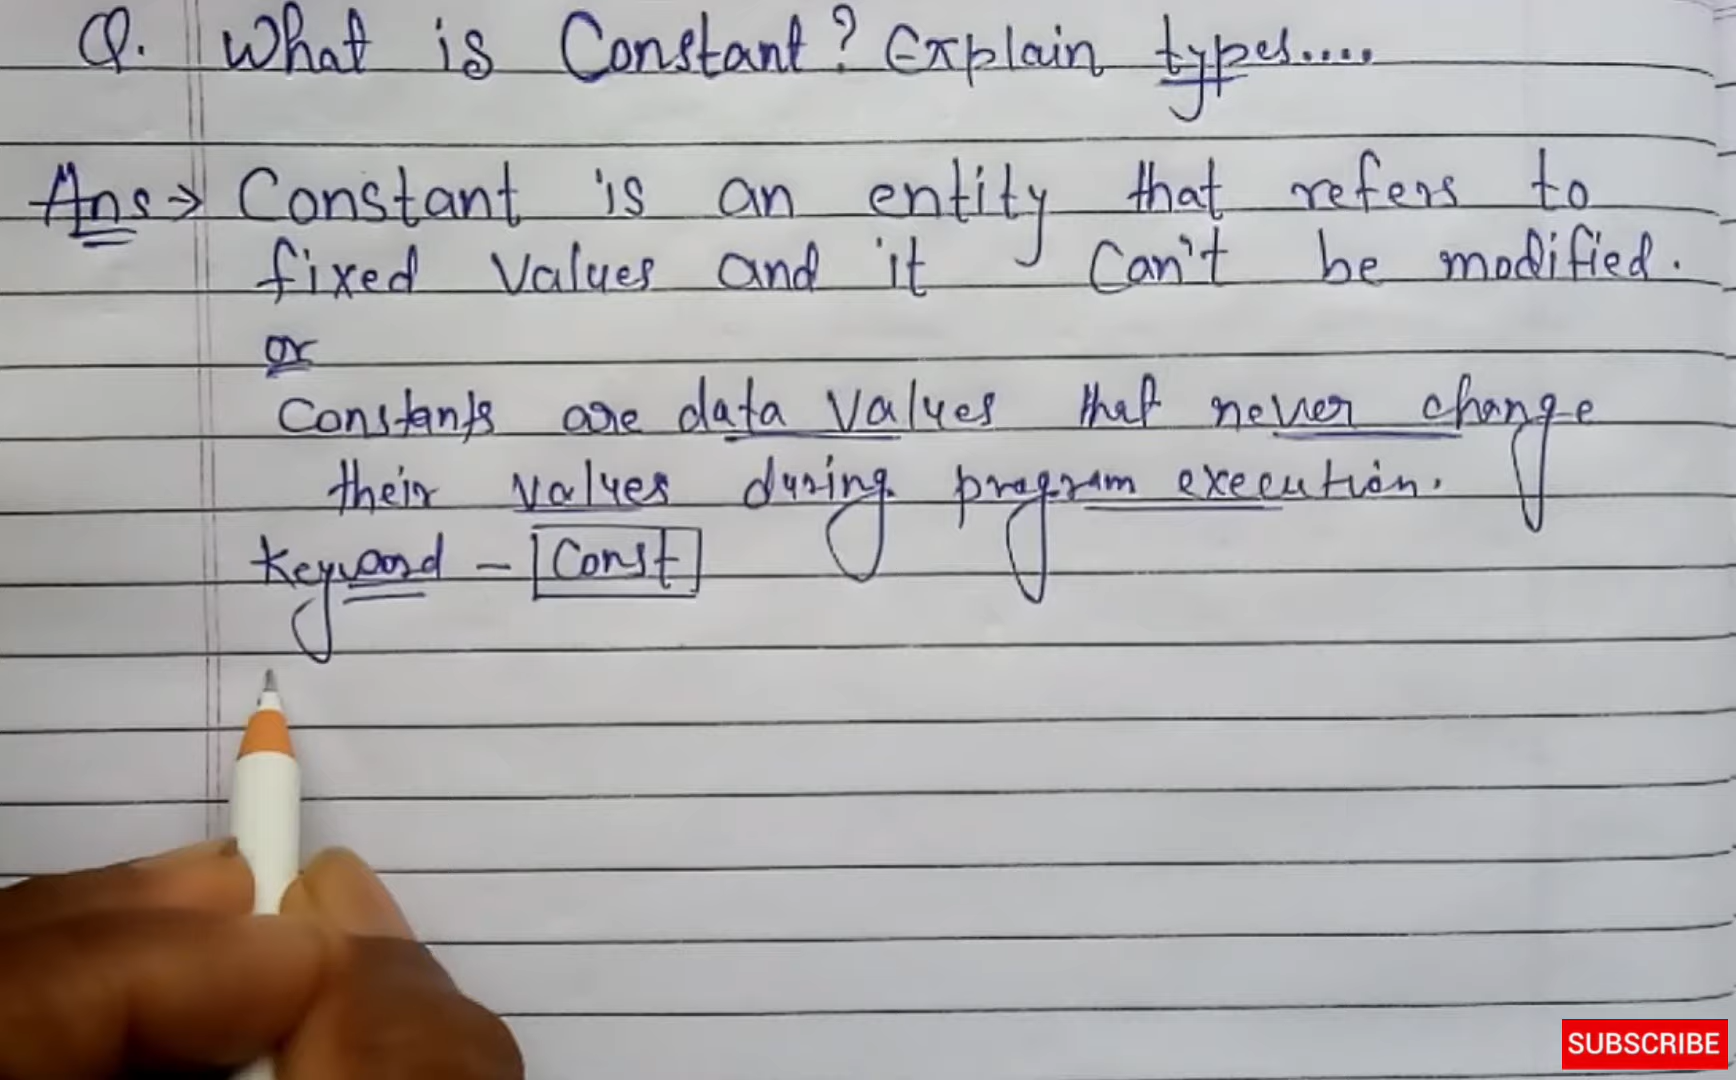 Q. What is Constant? Explain types....
Ans → Constant is an entity that refers to
fixed values and it can't be modified.
or
Constants are data values that never change
their values during program execution.
Keyword - Const
SUBSCRIBE